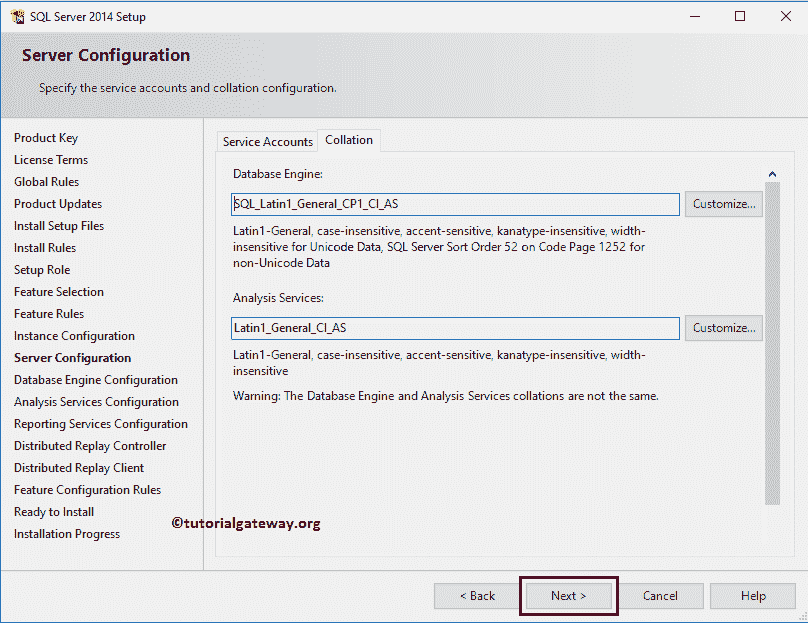 SQL Server 2014 Setup
Server Configuration
Specify the service accounts and collation configuration.
Product Key
License Terms
Global Rules
Product Updates
Install Setup Files
Install Rules
Setup Role
Feature Selection
Feature Rules
Instance Configuration
Server Configuration
Database Engine Configuration
Analysis Services Configuration
Reporting Services Configuration
Distributed Replay Controller
Distributed Replay Client
Feature Configuration Rules
Ready to Install
Installation Progress
Service Accounts Collation
Database Engine:
SQL_Latin1_General_CP1_CI_AS Customize...
Latin1-General, case-insensitive, accent-sensitive, kanatype-insensitive, width-
insensitive for Unicode Data, SQL Server Sort Order 52 on Code Page 1252 for
non-Unicode Data
Analysis Services:
Latin1_General_CI_AS Customize...
Latin1-General, case-insensitive, accent-sensitive, kanatype-insensitive, width-
insensitive
Warning: The Database Engine and Analysis Services collations are not the same.
©tutorialgateway.org
< Back Next > Cancel Help